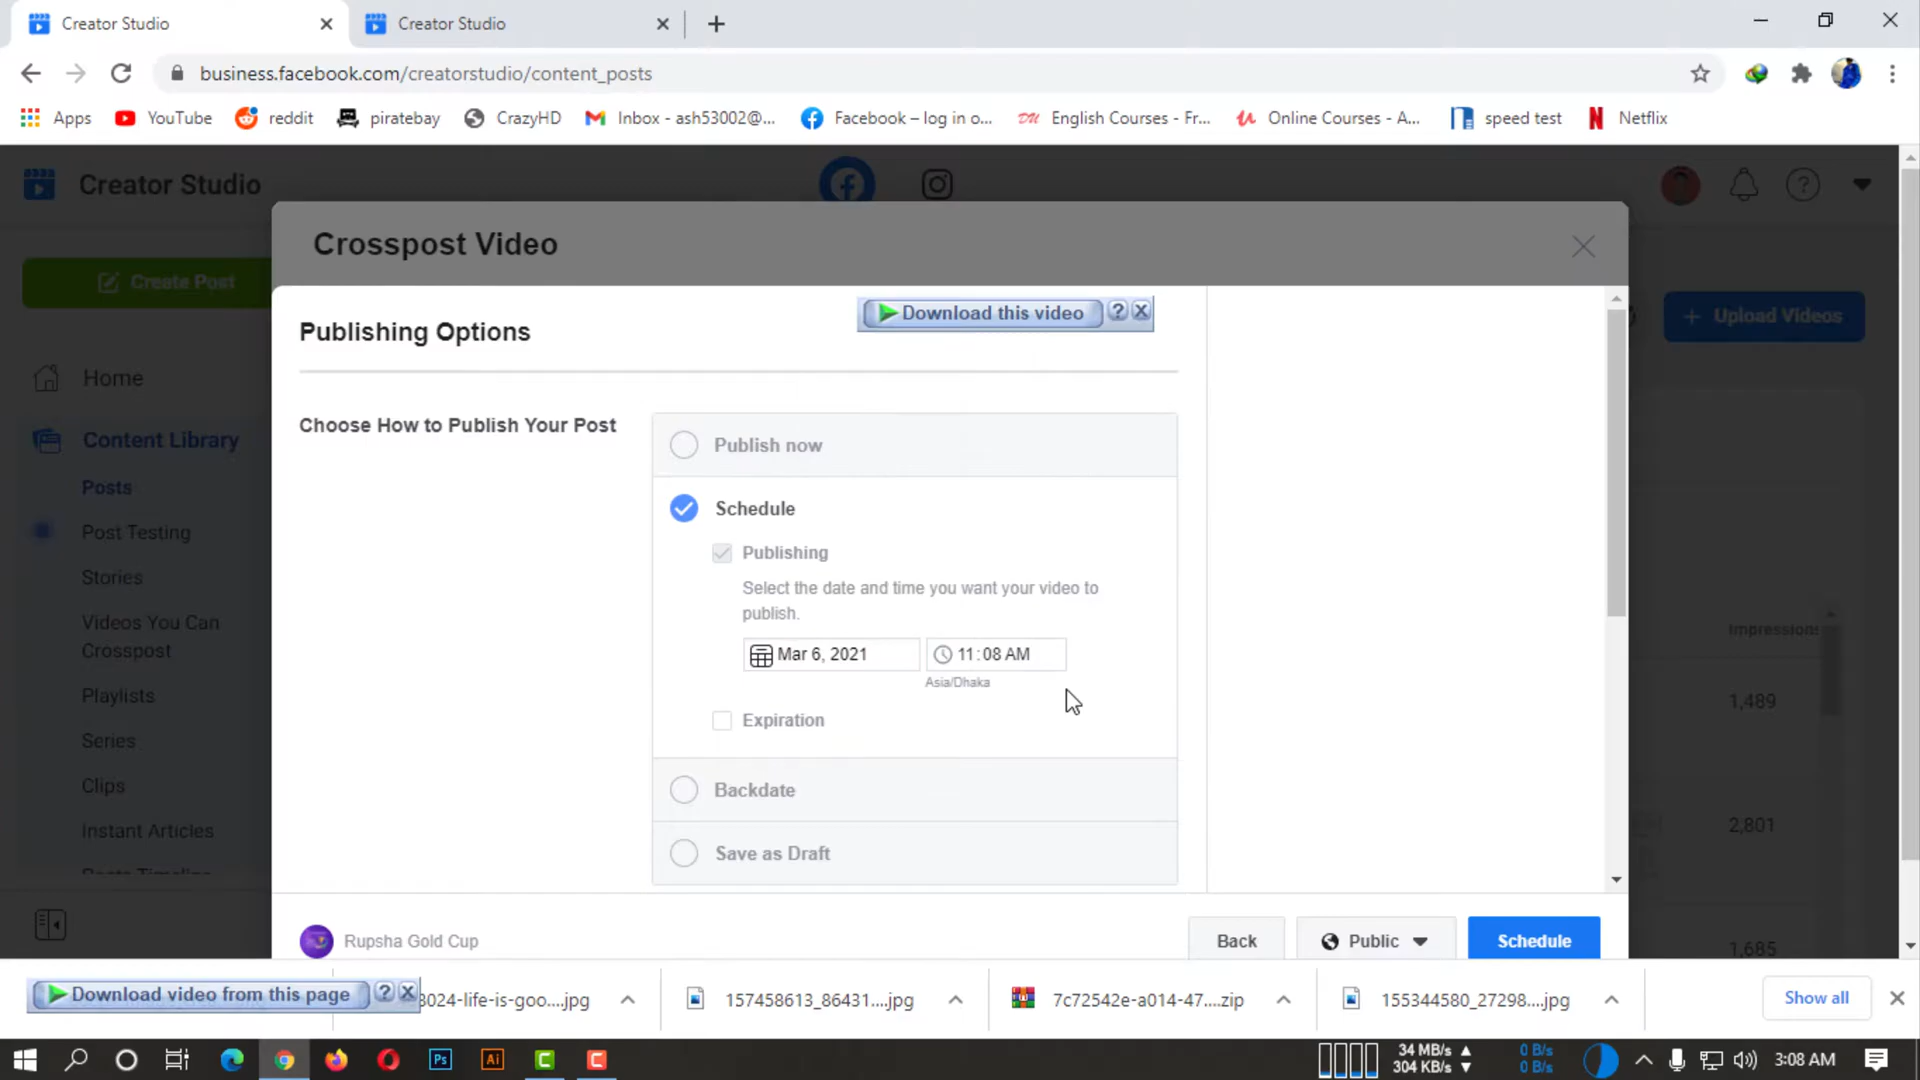 Creator Studio
Creator Studio
business.facebook.com/creatorstudio/content_posts
Apps
YouTube
reddit
piratebay
CrazyHD
Inbox - ash53002@...
Facebook – log in o...
English Courses - Fr...
Online Courses - A...
speed test
Netflix
Creator Studio
Crosspost Video
Create Post
Download this video
Publishing Options
Upload Videos
Home
Choose How to Publish Your Post
Publish now
Content Library
Posts
Schedule
Post Testing
Publishing
Stories
Select the date and time you want your video to
publish.
Videos You Can
Crosspost
Impressions
Mar 6, 2021
11:08 AM
Asia/Dhaka
Playlists
1,489
Expiration
Series
Clips
Backdate
Instant Articles
2,801
Save as Draft
Posts Timeline
Rupsha Gold Cup
Back
Public
Schedule
1,685
Download video from this page
3024-life-is-goo....jpg
157458613_86431....jpg
7c72542e-a014-47....zip
155344580_27298....jpg
Show all
34 MB/s
304 KB/s
0 B/s
0 B/s
3:08 AM